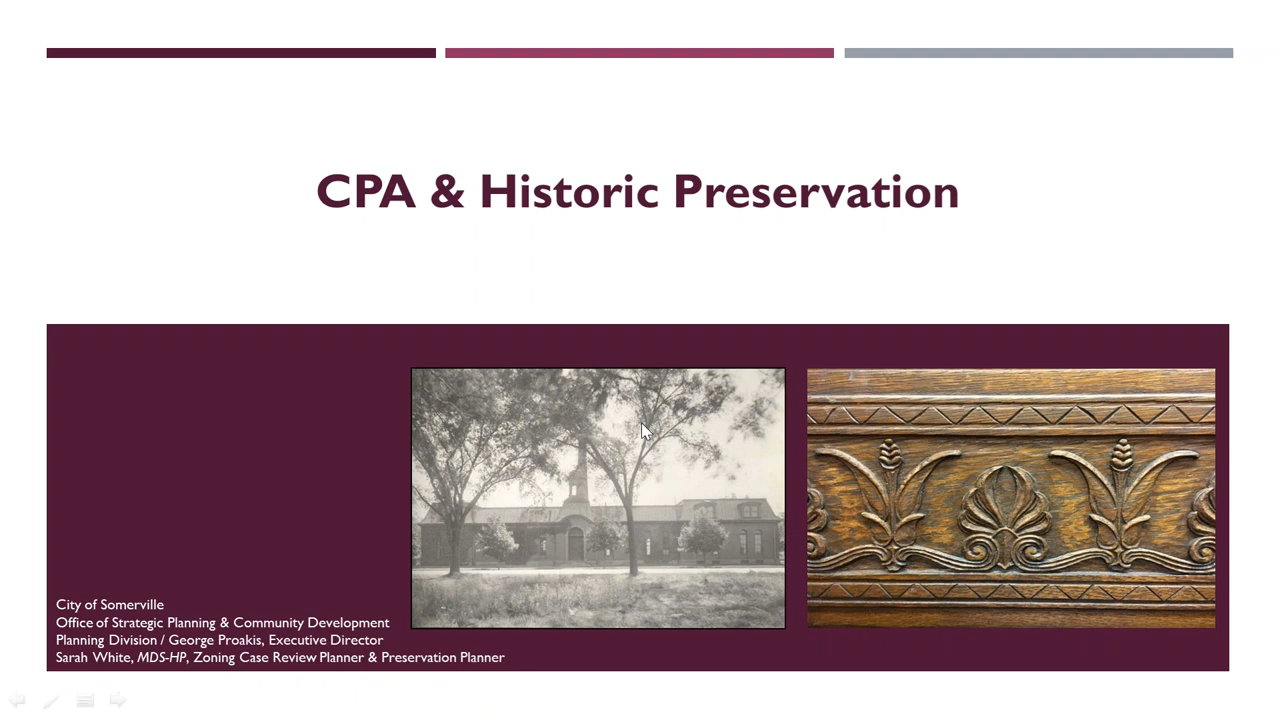 CPA & Historic Preservation
City of Somerville
Office of Strategic Planning & Community Development
Planning Division / George Proakis, Executive Director
Sarah White, MDS-HP, Zoning Case Review Planner & Preservation Planner